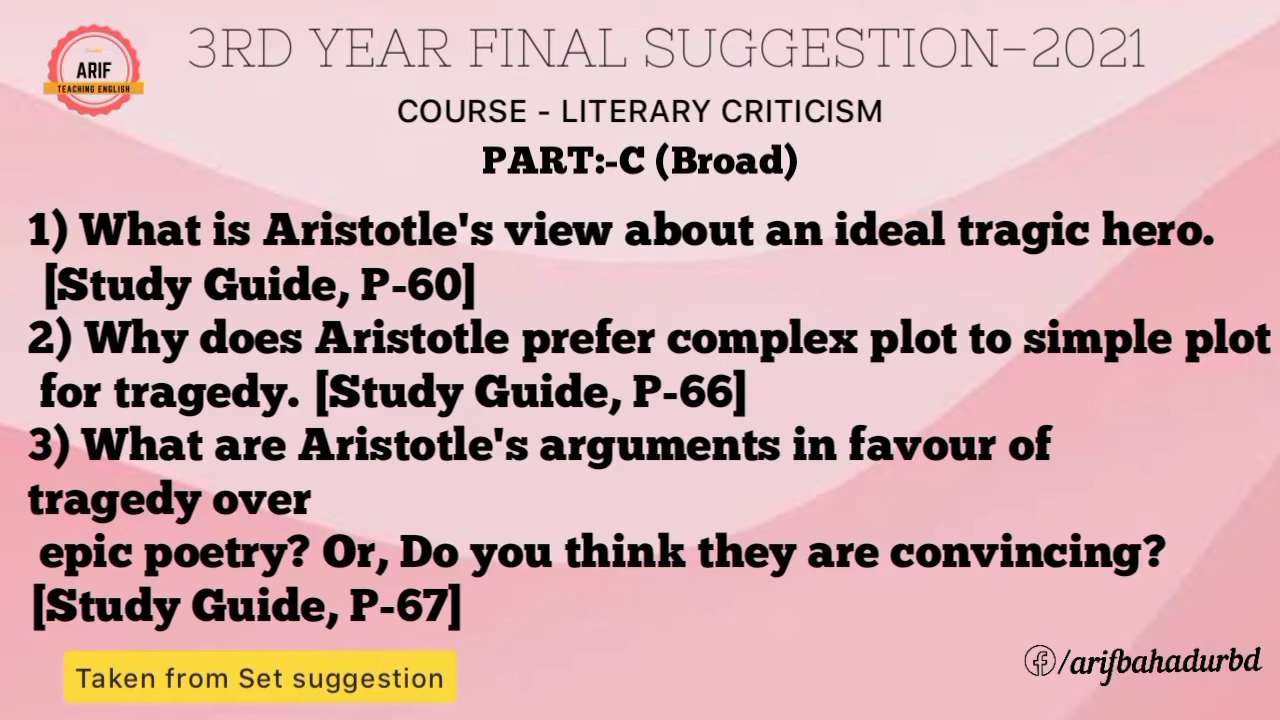 ARIF
TEACHING ENGLISH
3RD YEAR FINAL SUGGESTION-2021
COURSE - LITERARY CRITICISM
PART:-C (Broad)
1) What is Aristotle's view about an ideal tragic hero.
[Study Guide, P-60]
2) Why does Aristotle prefer complex plot to simple plot
for tragedy. [Study Guide, P-66]
3) What are Aristotle's arguments in favour of
tragedy over
epic poetry? Or, Do you think they are convincing?
[Study Guide, P-67]
Taken from Set suggestion
/arifbahadurbd